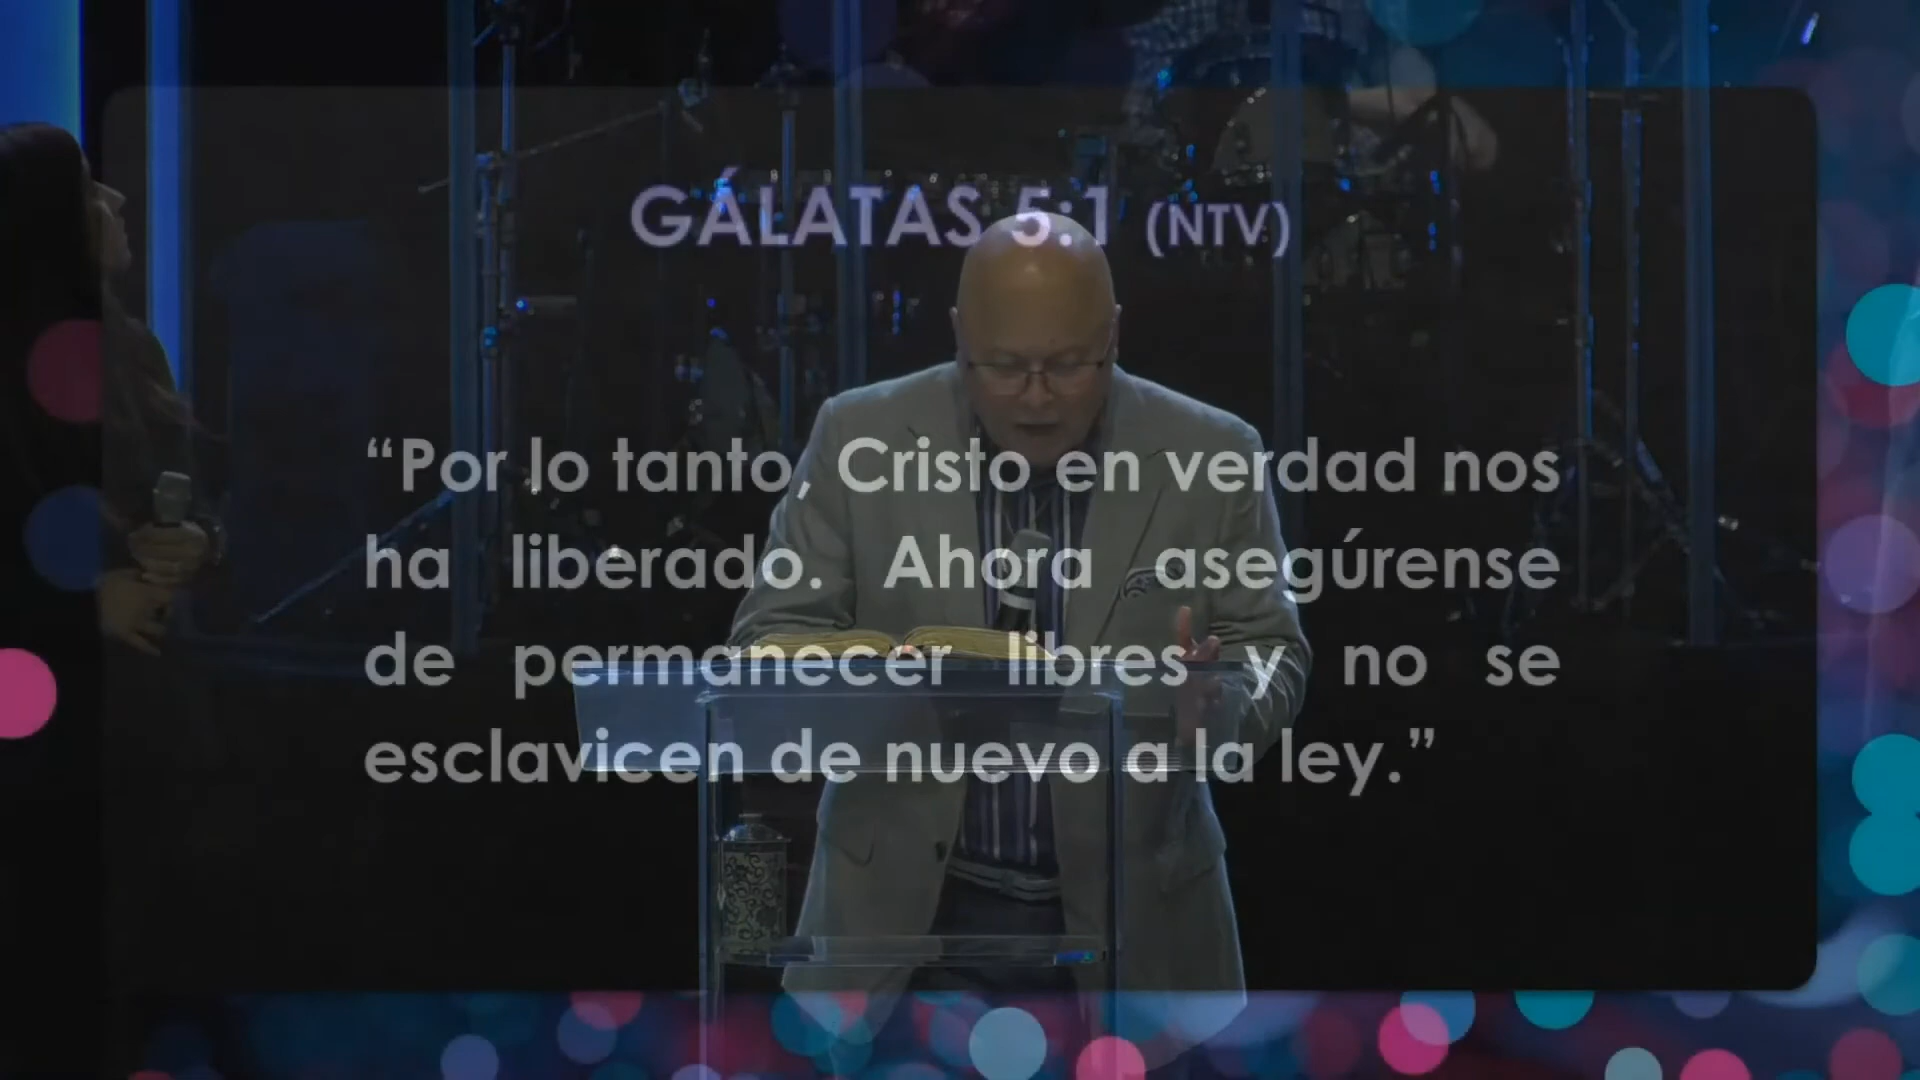 GÁLATAS 5:1 (NTV)
“Por lo tanto, Cristo en verdad nos
ha liberado. Ahora asegúrense
de permanecer libres y no se
esclavicen de nuevo a la ley.”